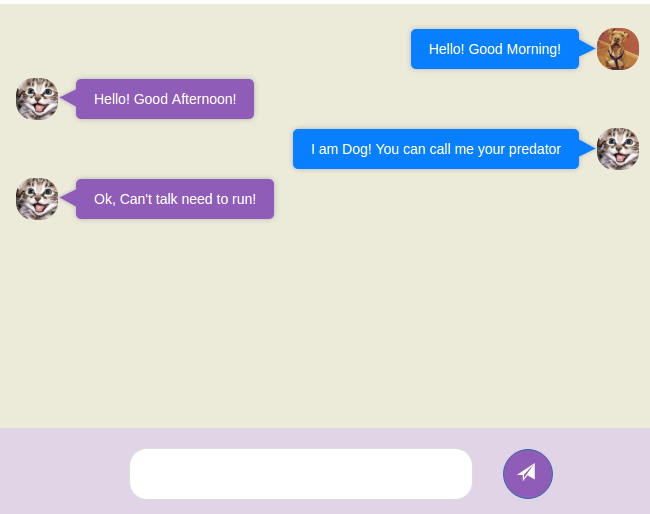 Hello! Good Morning!
Hello! Good Afternoon!
I am Dog! You can call me your predator
Ok, Can't talk need to run!